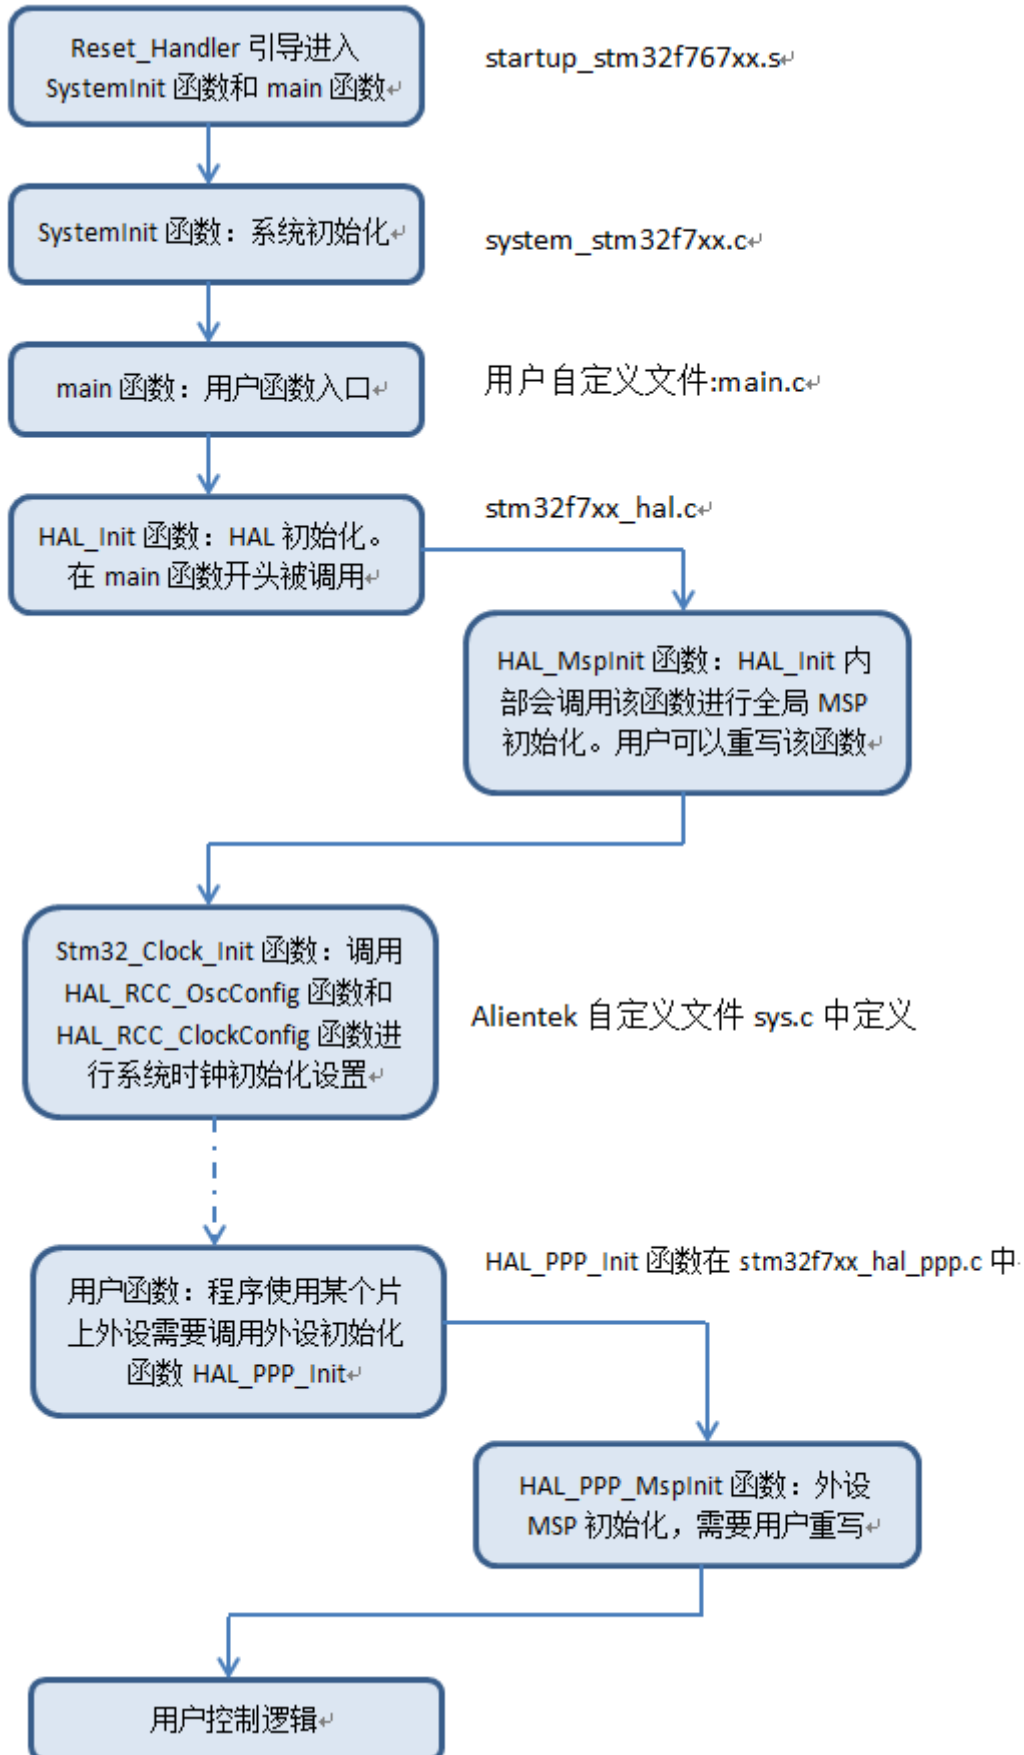 Reset_Handler 引导进入
SystemInit 函数和 main 函数
startup_stm32f767xx.s
SystemInit 函数：系统初始化
system_stm32f7xx.c
main 函数：用户函数入口
用户自定义文件:main.c
HAL_Init 函数：HAL 初始化。
在 main 函数开头被调用
stm32f7xx_hal.c
HAL_MspInit 函数：HAL_Init 内
部会调用该函数进行全局 MSP
初始化。用户可以重写该函数
Stm32_Clock_Init 函数：调用
HAL_RCC_OscConfig 函数和
HAL_RCC_ClockConfig 函数进
行系统时钟初始化设置
Alientek 自定义文件 sys.c 中定义
用户函数：程序使用某个片
上外设需要调用外设初始化
函数 HAL_PPP_Init
HAL_PPP_Init 函数在 stm32f7xx_hal_ppp.c 中
HAL_PPP_MspInit 函数：外设
MSP 初始化，需要用户重写
用户控制逻辑